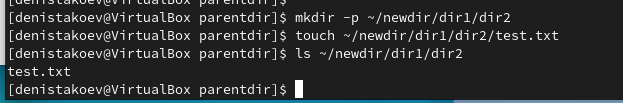 [denistakoev@VirtualBox parentdir]$ mkdir -p ~/newdir/dir1/dir2
[denistakoev@VirtualBox parentdir]$ touch ~/newdir/dir1/dir2/test.txt
[denistakoev@VirtualBox parentdir]$ ls ~/newdir/dir1/dir2
test.txt
[denistakoev@VirtualBox parentdir]$